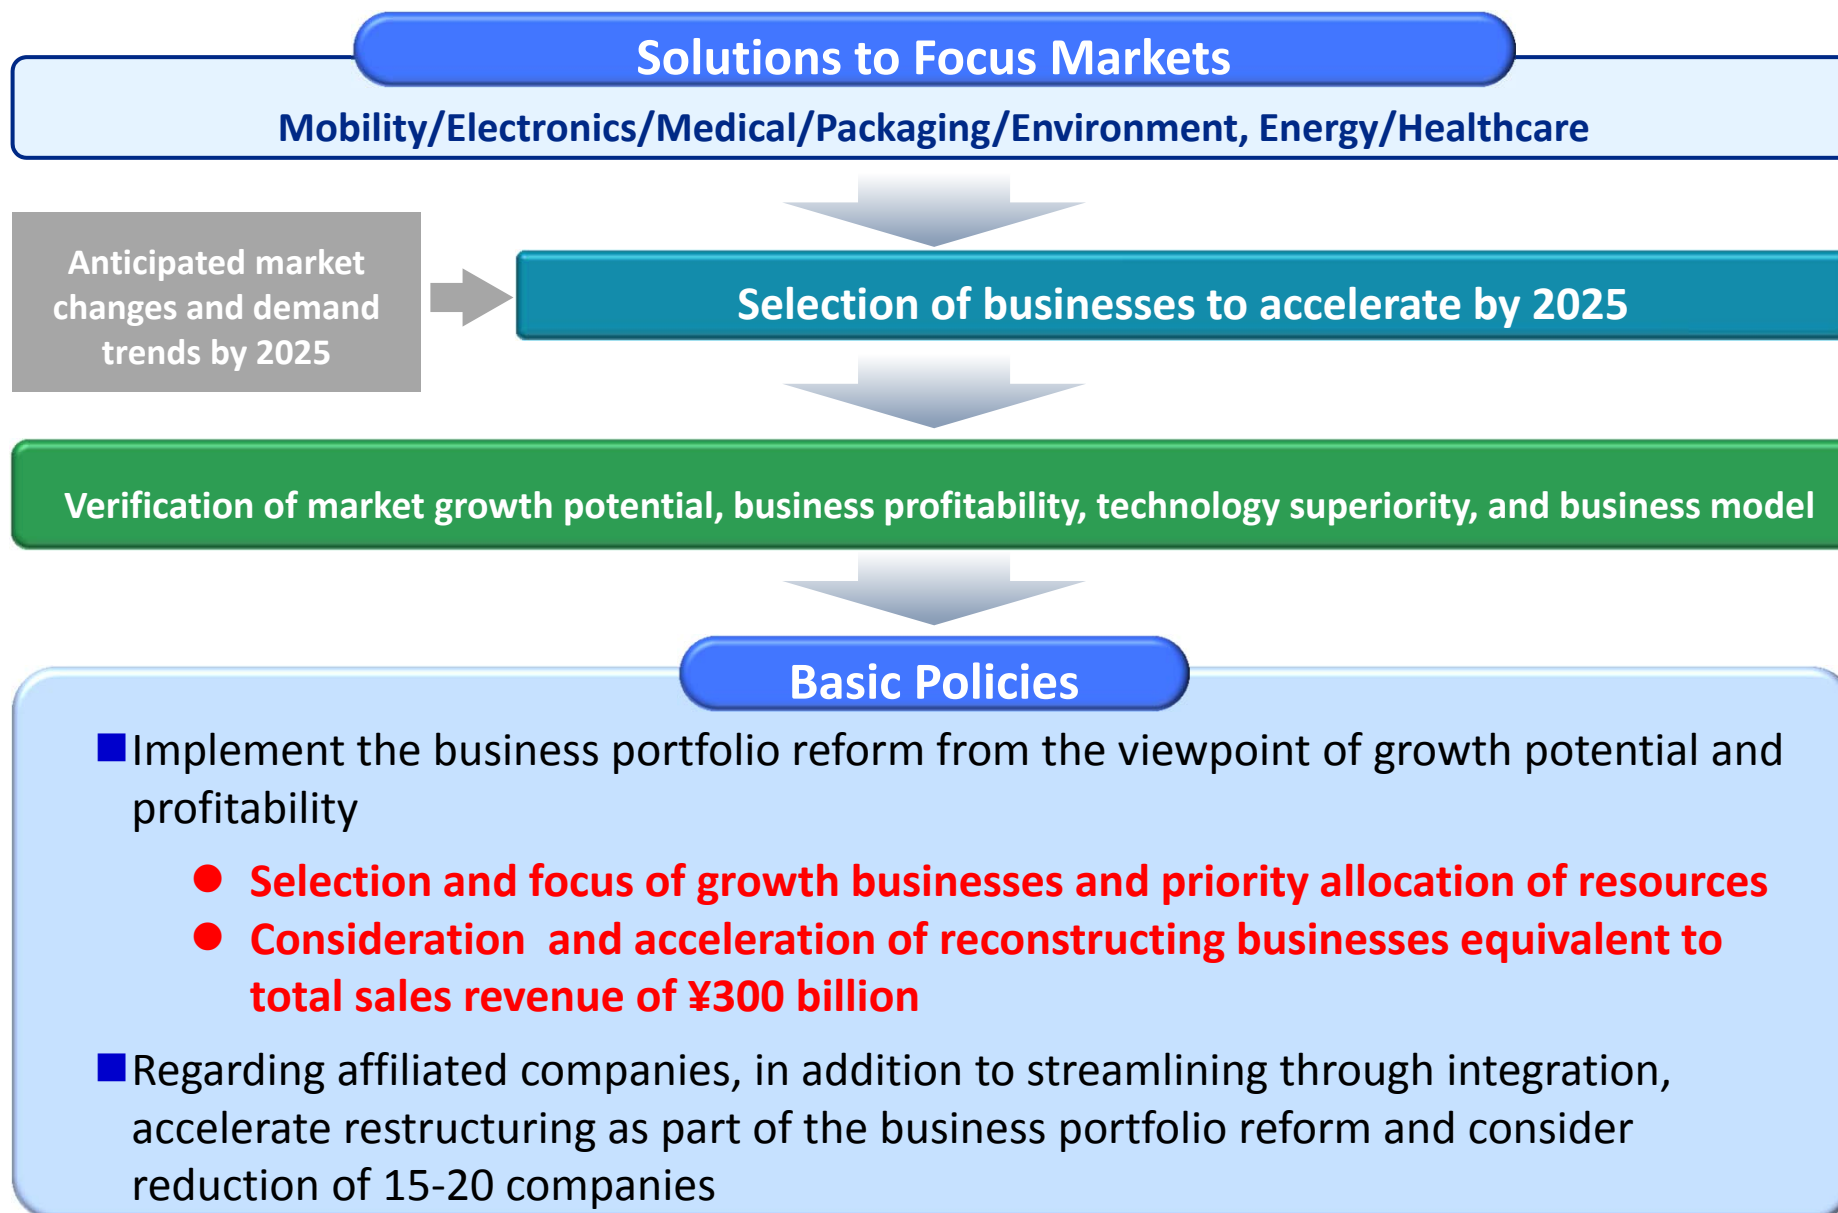 Solutions to Focus Markets
Mobility/Electronics/Medical/Packaging/Environment, Energy/Healthcare
Anticipated market
changes and demand
trends by 2025
Selection of businesses to accelerate by 2025
Verification of market growth potential, business profitability, technology superiority, and business model
Basic Policies
■Implement the business portfolio reform from the viewpoint of growth potential and
profitability
● Selection and focus of growth businesses and priority allocation of resources
● Consideration and acceleration of reconstructing businesses equivalent to
total sales revenue of ¥300 billion
■Regarding affiliated companies, in addition to streamlining through integration,
accelerate restructuring as part of the business portfolio reform and consider
reduction of 15-20 companies